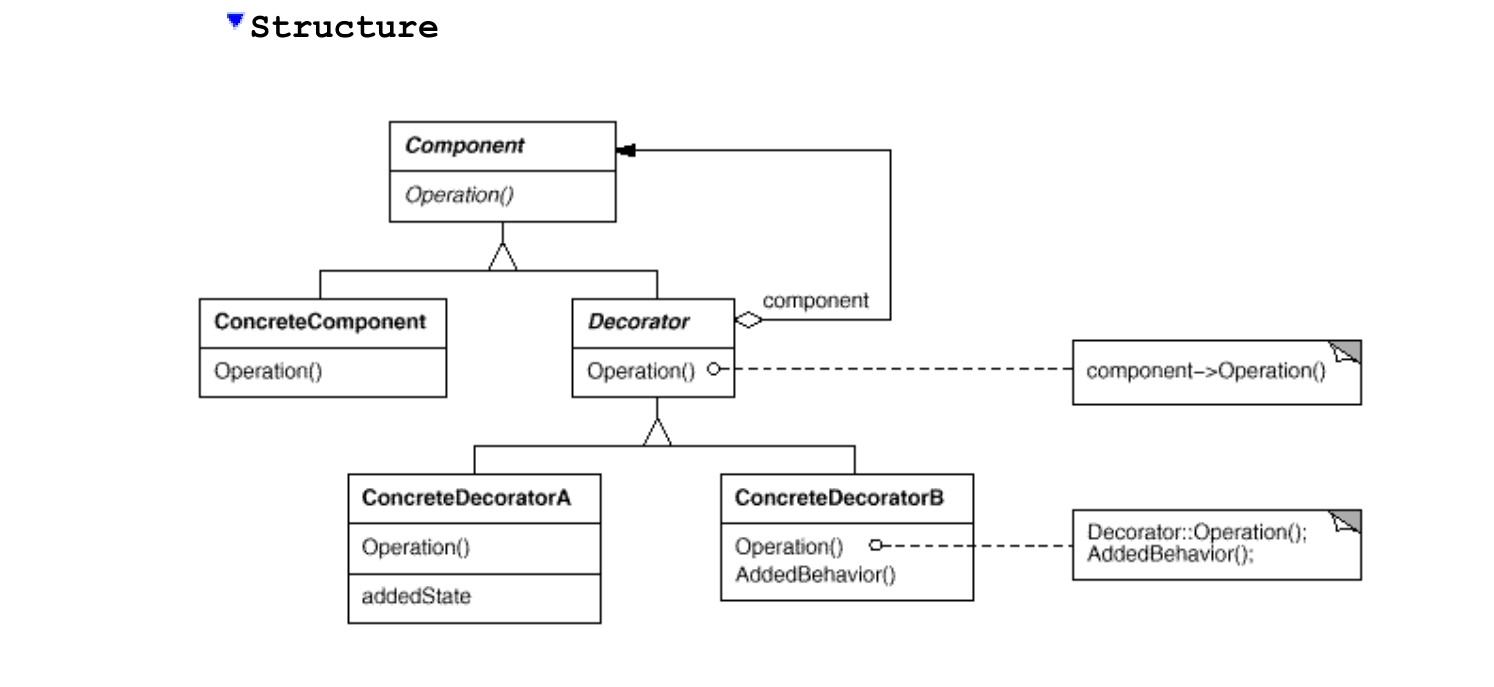 Structure
Component
Operation()
component
ConcreteComponent
Operation()
Decorator
Operation()
component–>Operation()
ConcreteDecoratorA
Operation()
addedState
ConcreteDecoratorB
Operation()
AddedBehavior()
Decorator::Operation();
AddedBehavior();